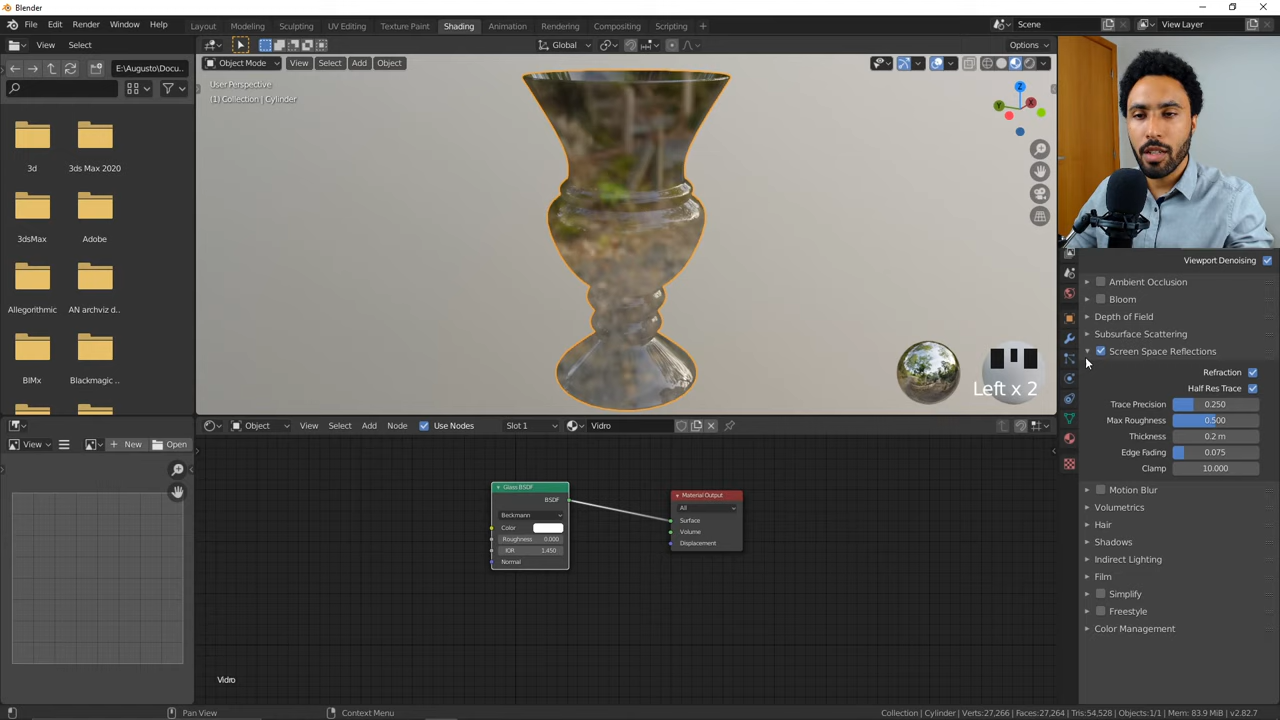 Blender
File Edit Render Window Help
Layout Modeling Sculpting UV Editing Texture Paint Shading Animation Rendering Compositing Scripting +
Scene
View Layer
View Select
Global
Options
E:\Augusto\Docu...
Object Mode View Select Add Object
User Perspective
(1) Collection | Cylinder
Z
Y
X
3d
3ds Max 2020
3dsMax
Adobe
Allegorithmic
AN archviz d..
BIMx
Blackmagic ..
Left x 2
Viewport Denoising
Ambient Occlusion
Bloom
Depth of Field
Subsurface Scattering
Screen Space Reflections
Refraction
Half Res Trace
Trace Precision 0.250
Max Roughness 0.500
Thickness 0.2 m
Edge Fading 0.075
Clamp 10.000
Motion Blur
Volumetrics
Hair
Shadows
Indirect Lighting
Film
Simplify
Freestyle
Color Management
View New Open
Object View Select Add Node Use Nodes Slot 1 Vidro
Glass BSDF
BSDF
Beckmann
Color
Roughness 0.000
IOR 1.450
Normal
Material Output
All
Surface
Volume
Displacement
Vidro
Pan View
Context Menu
Collection | Cylinder | Verts:27,266 | Faces:27,264 | Tris:54,528 | Objects:1/1 | Mem: 83.9 MiB | v2.82.7